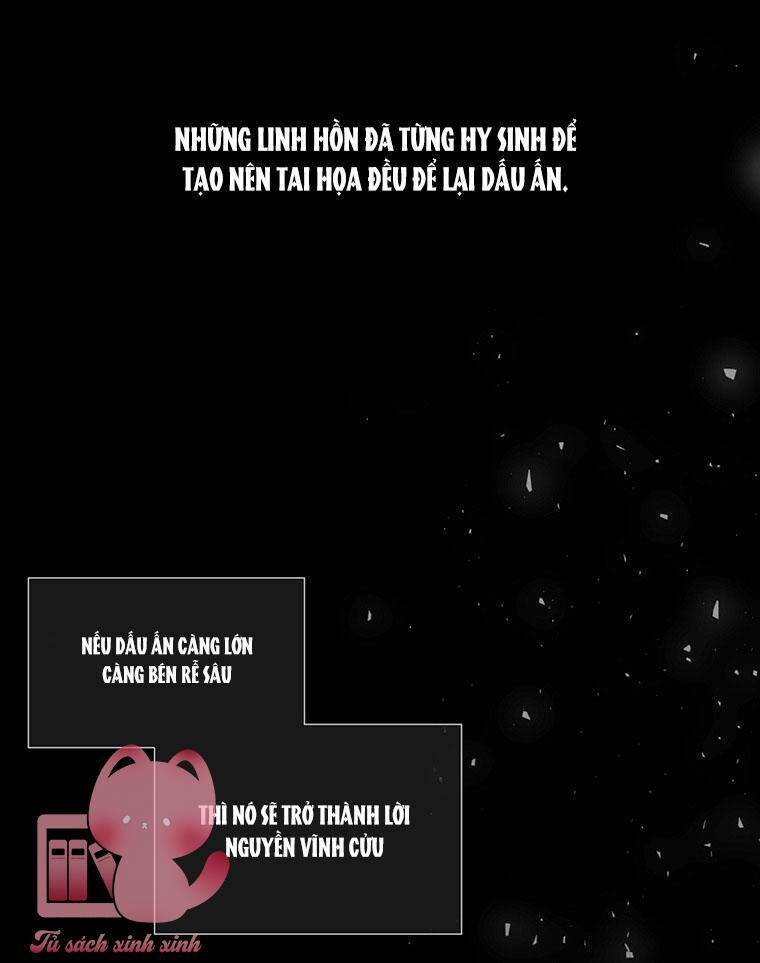 NHỮNG LINH HỒN ĐÃ TỪNG HY SINH ĐỂ
TẠO NÊN TAI HỌA ĐỀU ĐỂ LẠI DẤU ẤN.
NẾU DẤU ẤN CÀNG LỚN
CÀNG BÉN RỄ SÂU
THÌ NÓ SẼ TRỞ THÀNH LỜI
NGUYỀN VĨNH CỬU
Tủ sách xinh xinh